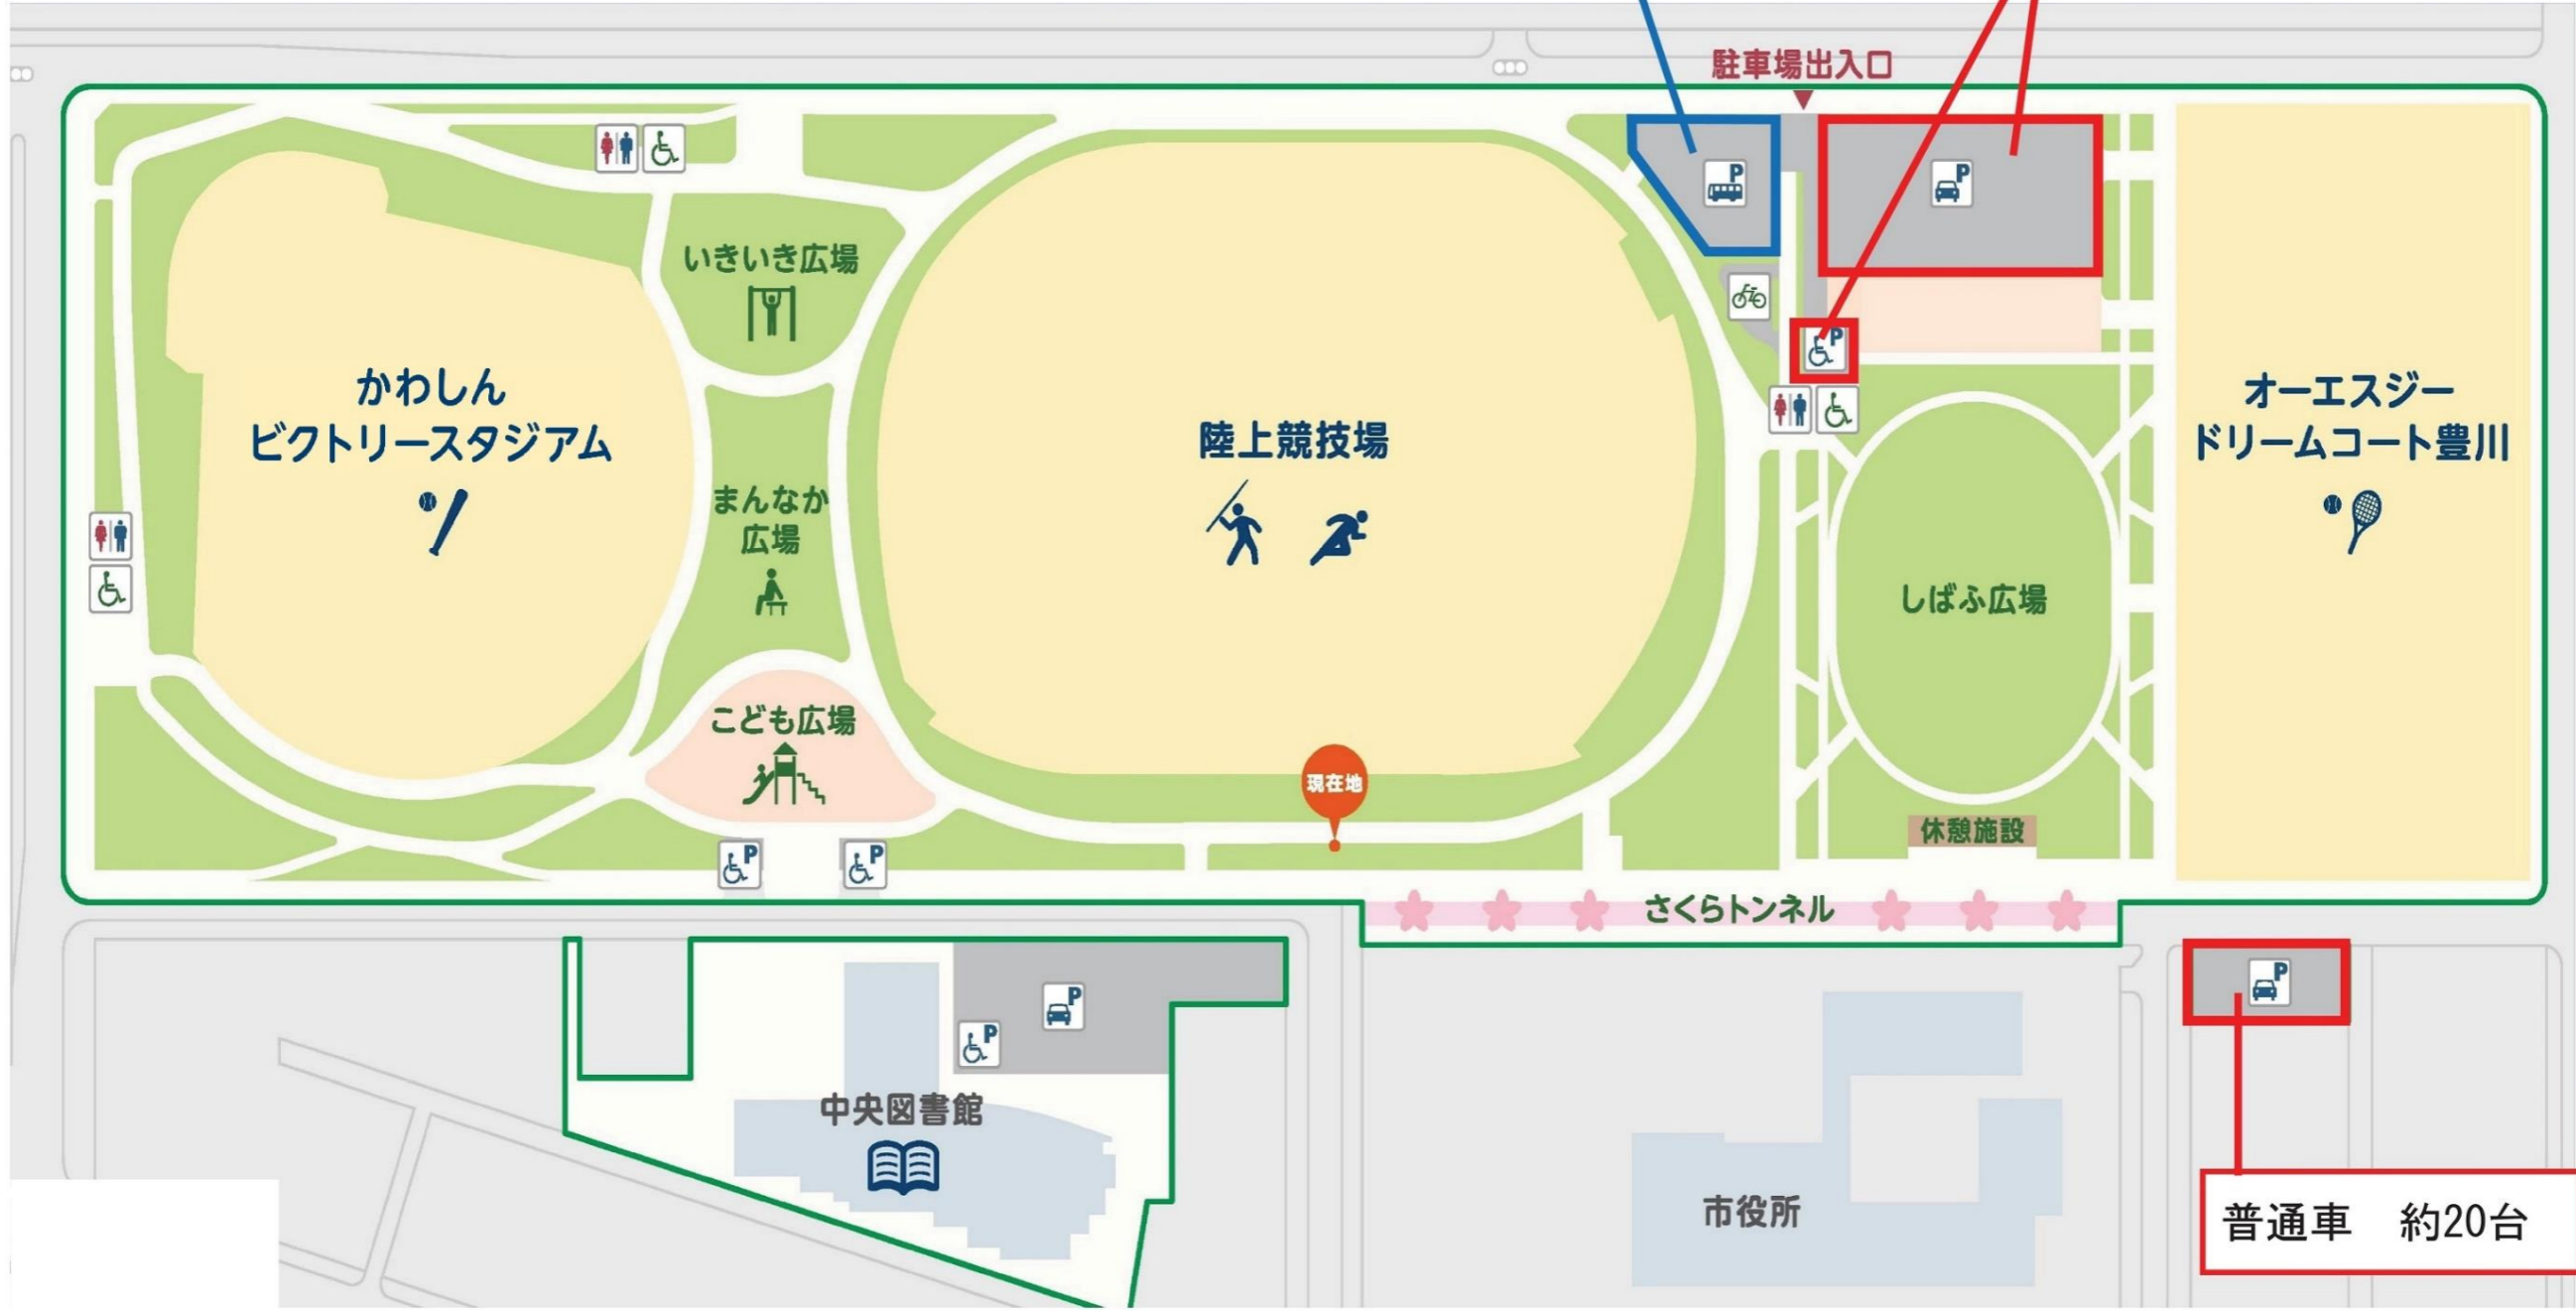 駐車場出入口
P
P
いきいき広場
P
かわしん
ビクトリースタジアム
陸上競技場
オーエスジー
ドリームコート豊川
まんなか
広場
しばふ広場
こども広場
現在地
休憩施設
P
P
さくらトンネル
P
P
P
中央図書館
市役所
普通車 約20台